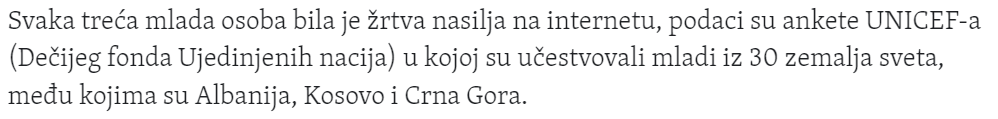 Svaka treća mlada osoba bila je žrtva nasilja na internetu, podaci su ankete UNICEF-a
(Dečijeg fonda Ujedinjenih nacija) u kojoj su učestvovali mladi iz 30 zemalja sveta,
među kojima su Albanija, Kosovo i Crna Gora.